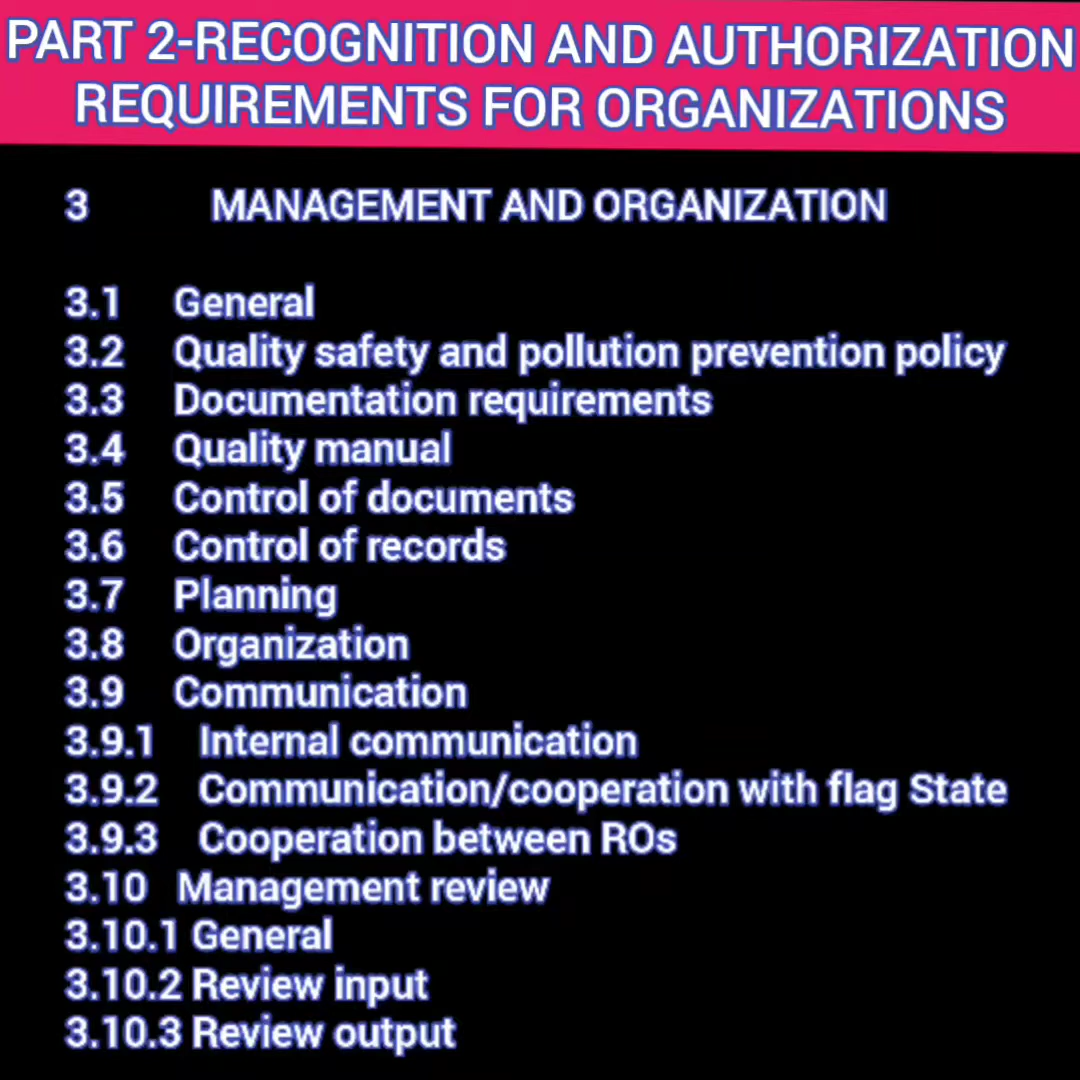 PART 2-RECOGNITION AND AUTHORIZATION
REQUIREMENTS FOR ORGANIZATIONS
3 MANAGEMENT AND ORGANIZATION
3.1 General
3.2 Quality safety and pollution prevention policy
3.3 Documentation requirements
3.4 Quality manual
3.5 Control of documents
3.6 Control of records
3.7 Planning
3.8 Organization
3.9 Communication
3.9.1 Internal communication
3.9.2 Communication/cooperation with flag State
3.9.3 Cooperation between ROs
3.10 Management review
3.10.1 General
3.10.2 Review input
3.10.3 Review output